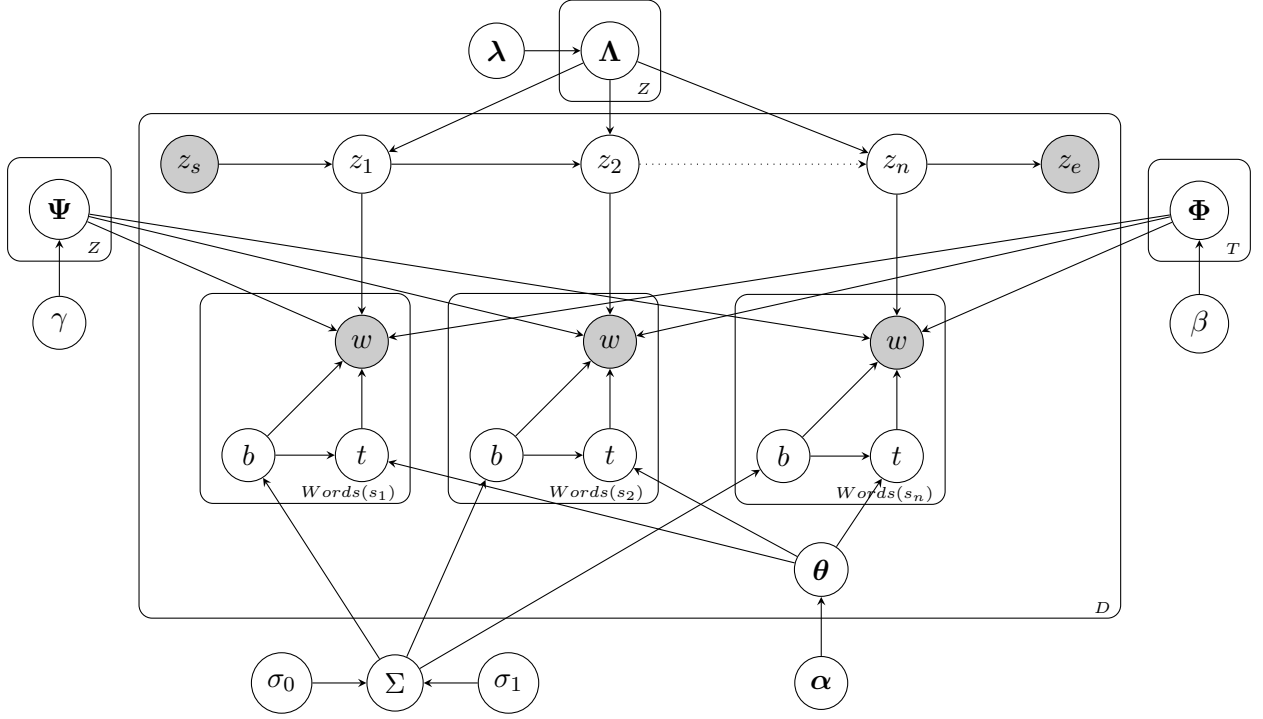 λ Λ
Z
z_s z_1 z_2 z_n z_e
Ψ Φ
Z T
γ w w w β
b t b t b t
Words(s_1) Words(s_2) Words(s_n)
θ
D
σ_0 Σ σ_1 α